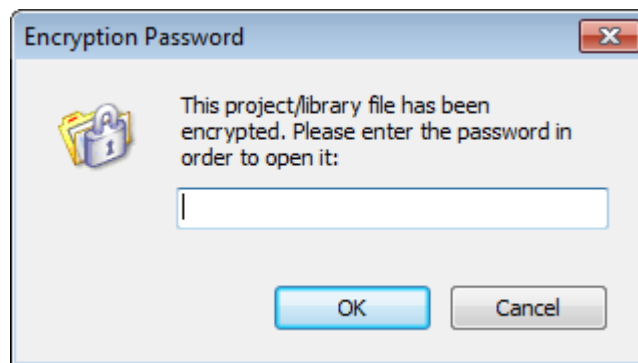 Encryption Password
This project/library file has been
encrypted. Please enter the password in
order to open it:
OK
Cancel